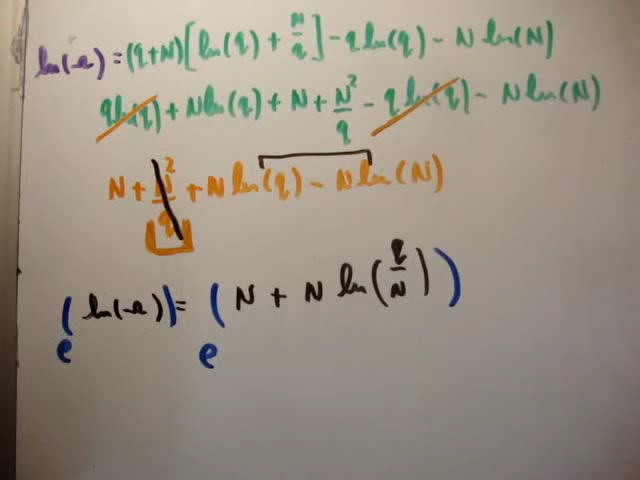 ln(Ω) = (q+N)[ln(q) + N/q] - q ln(q) - N ln(N)
q ln(q) + N ln(q) + N + N²/q - q ln(q) - N ln(N)
N + N²/q + N ln(q) - N ln(N)
e^(ln(Ω)) = e^(N + N ln(q/N))